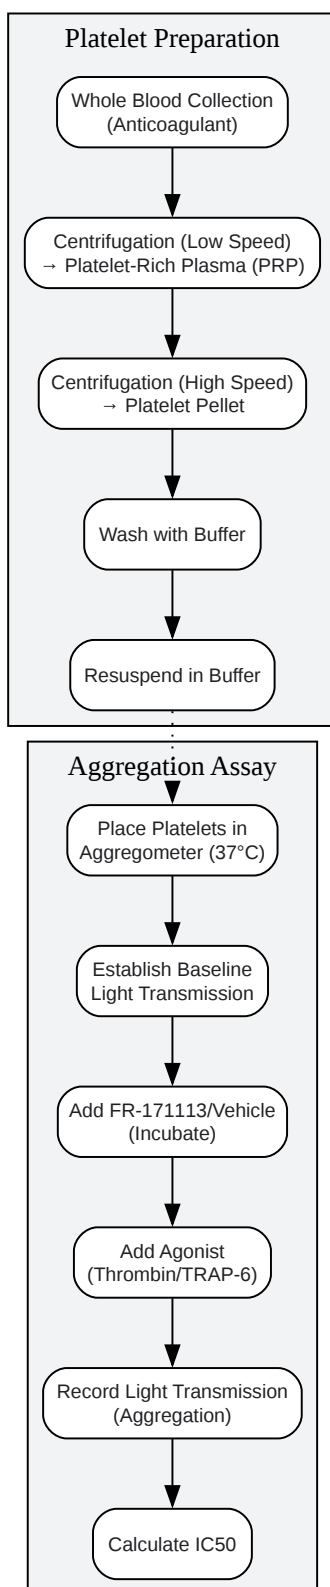 Platelet Preparation
Whole Blood Collection
(Anticoagulant)
Centrifugation (Low Speed)
→ Platelet-Rich Plasma (PRP)
Centrifugation (High Speed)
→ Platelet Pellet
Wash with Buffer
Resuspend in Buffer
Aggregation Assay
Place Platelets in
Aggregometer (37°C)
Establish Baseline
Light Transmission
Add FR-171113/Vehicle
(Incubate)
Add Agonist
(Thrombin/TRAP-6)
Record Light Transmission
(Aggregation)
Calculate IC50